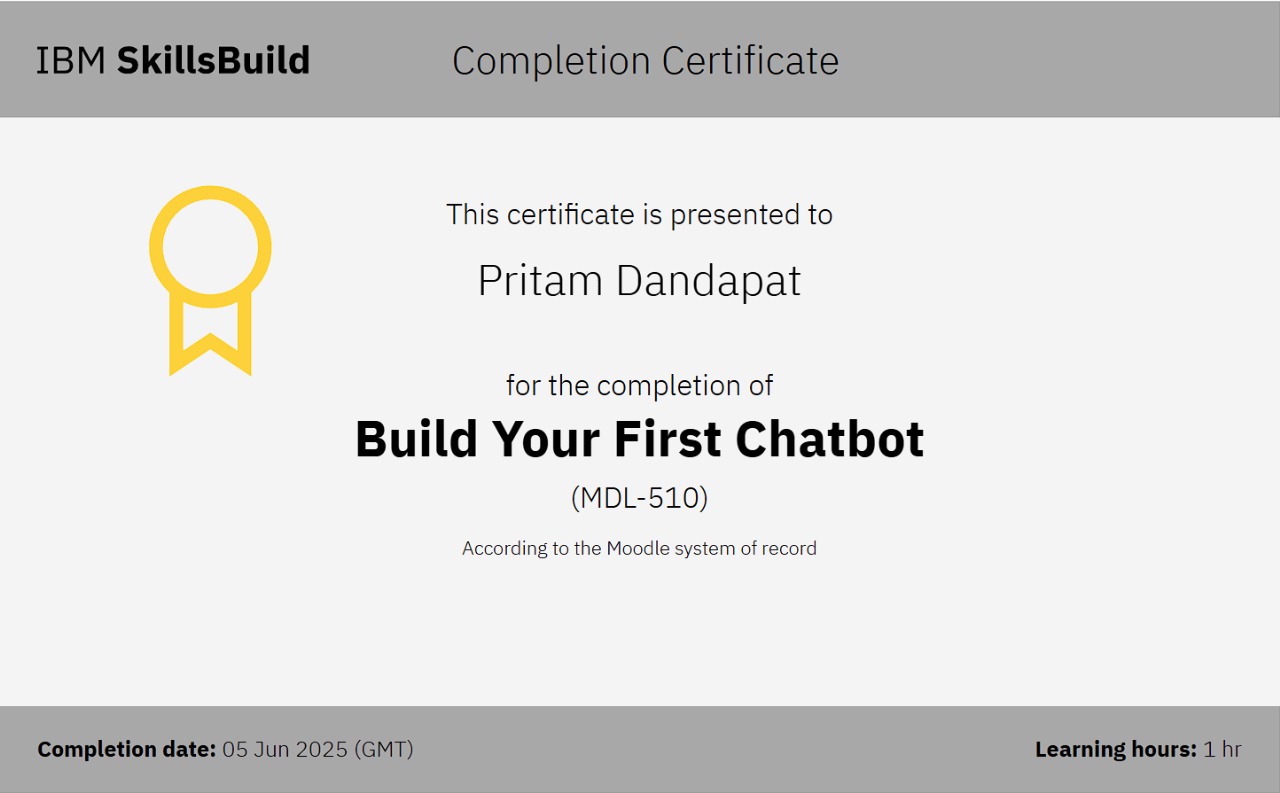 IBM SkillsBuild
Completion Certificate
This certificate is presented to
Pritam Dandapat
for the completion of
Build Your First Chatbot
(MDL-510)
According to the Moodle system of record
Completion date: 05 Jun 2025 (GMT)
Learning hours: 1 hr